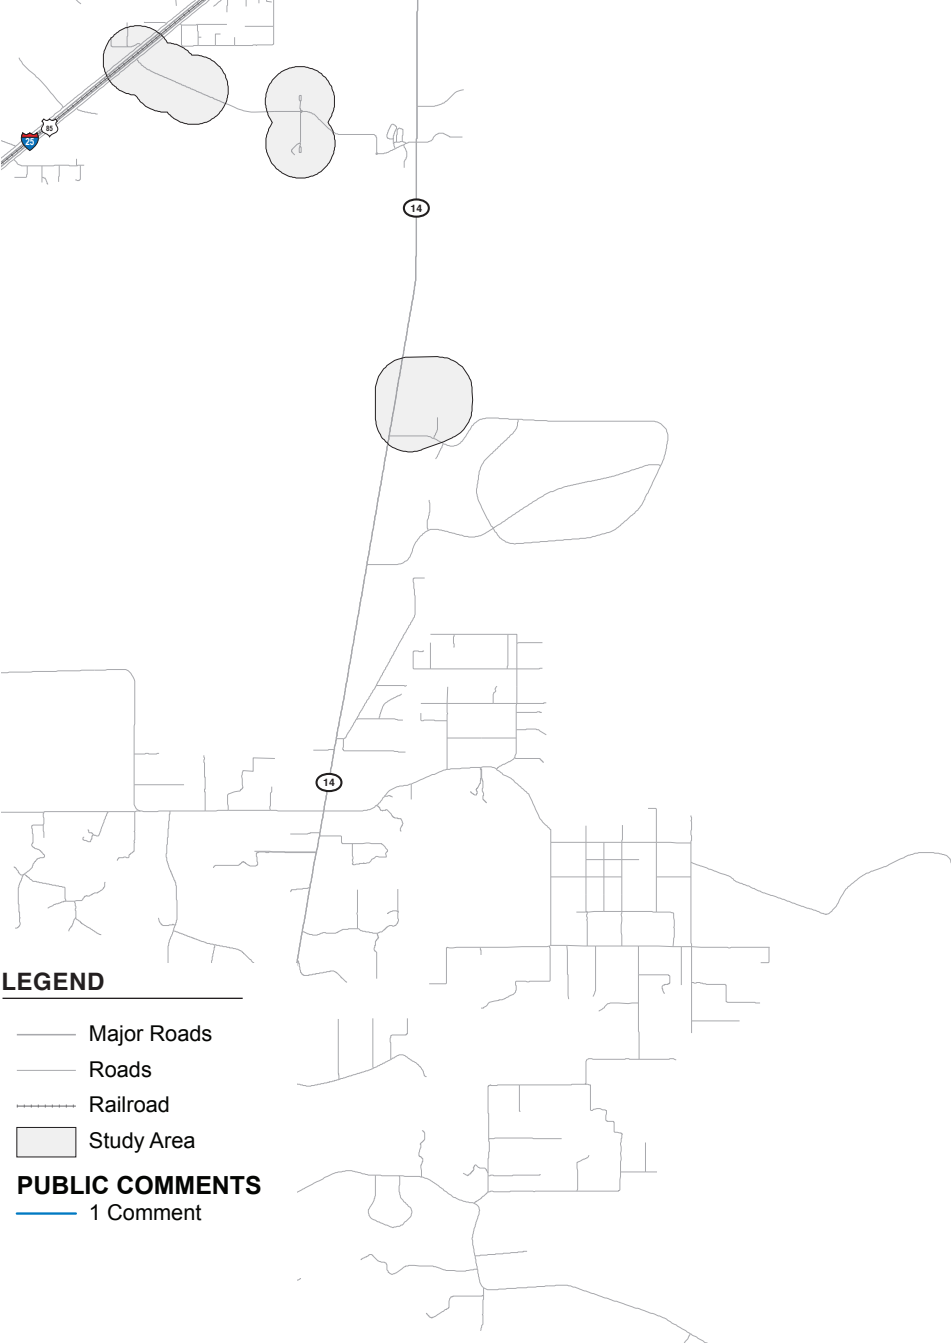 85
25
14
14
LEGEND
Major Roads
Roads
Railroad
Study Area
PUBLIC COMMENTS
1 Comment